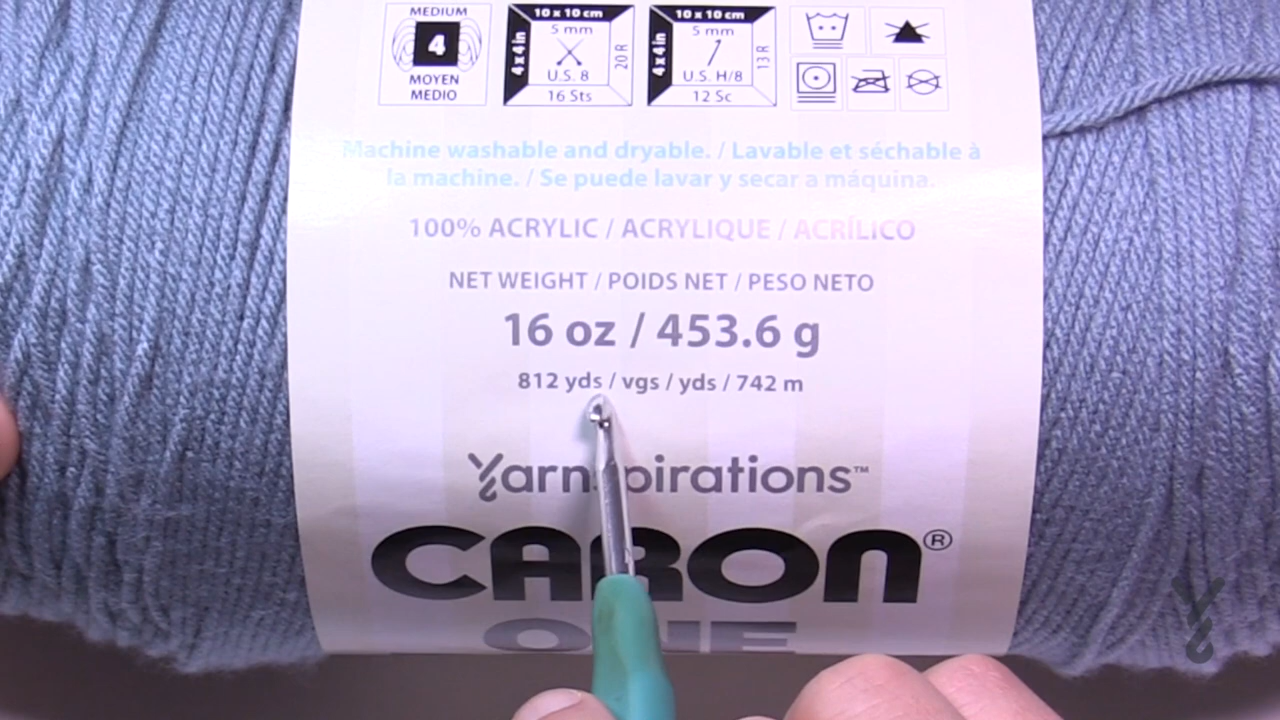 MEDIUM
4
MOYEN
MEDIO
10 x 10 cm
4 x 4 in
5 mm
U.S. 8
20 R
16 Sts
10 x 10 cm
4 x 4 in
5 mm
U.S. H/8
13 R
12 Sc
Machine washable and dryable. / Lavable et séchable à
la machine. / Se puede lavar y secar a máquina.
100% ACRYLIC / ACRYLIQUE / ACRÍLICO
NET WEIGHT / POIDS NET / PESO NETO
16 oz / 453.6 g
812 yds / vgs / yds / 742 m
Yarnspirations™
CARON®
ONE